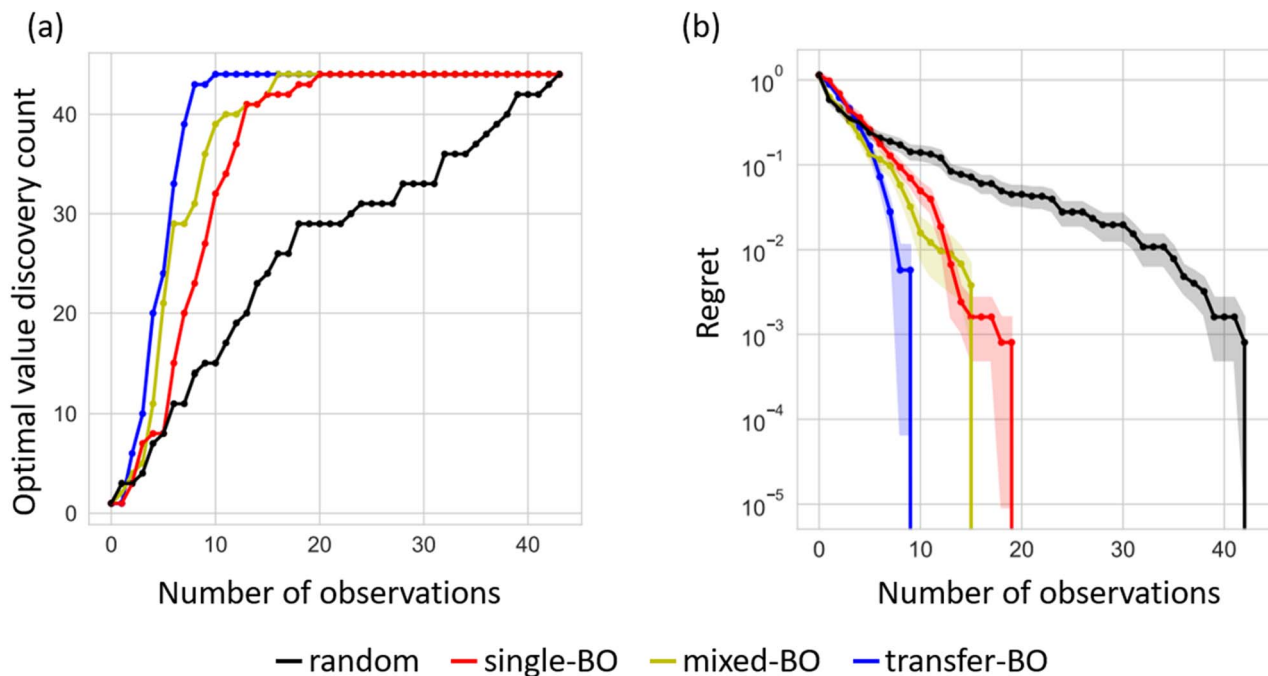 (a)
Optimal value discovery count
40
30
20
10
0
0 10 20 30 40
Number of observations
(b)
Regret
10^0
10^−1
10^−2
10^−3
10^−4
10^−5
0 10 20 30 40
Number of observations
random single-BO mixed-BO transfer-BO